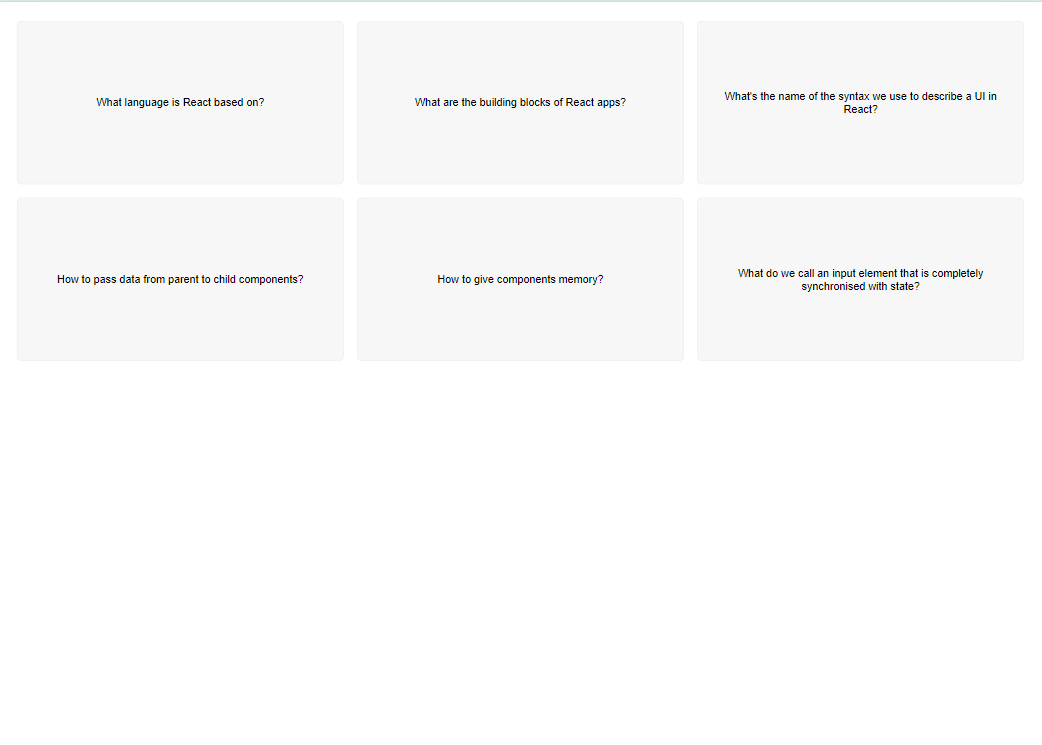 What language is React based on?
What are the building blocks of React apps?
What's the name of the syntax we use to describe a UI in
React?
How to pass data from parent to child components?
How to give components memory?
What do we call an input element that is completely
synchronised with state?